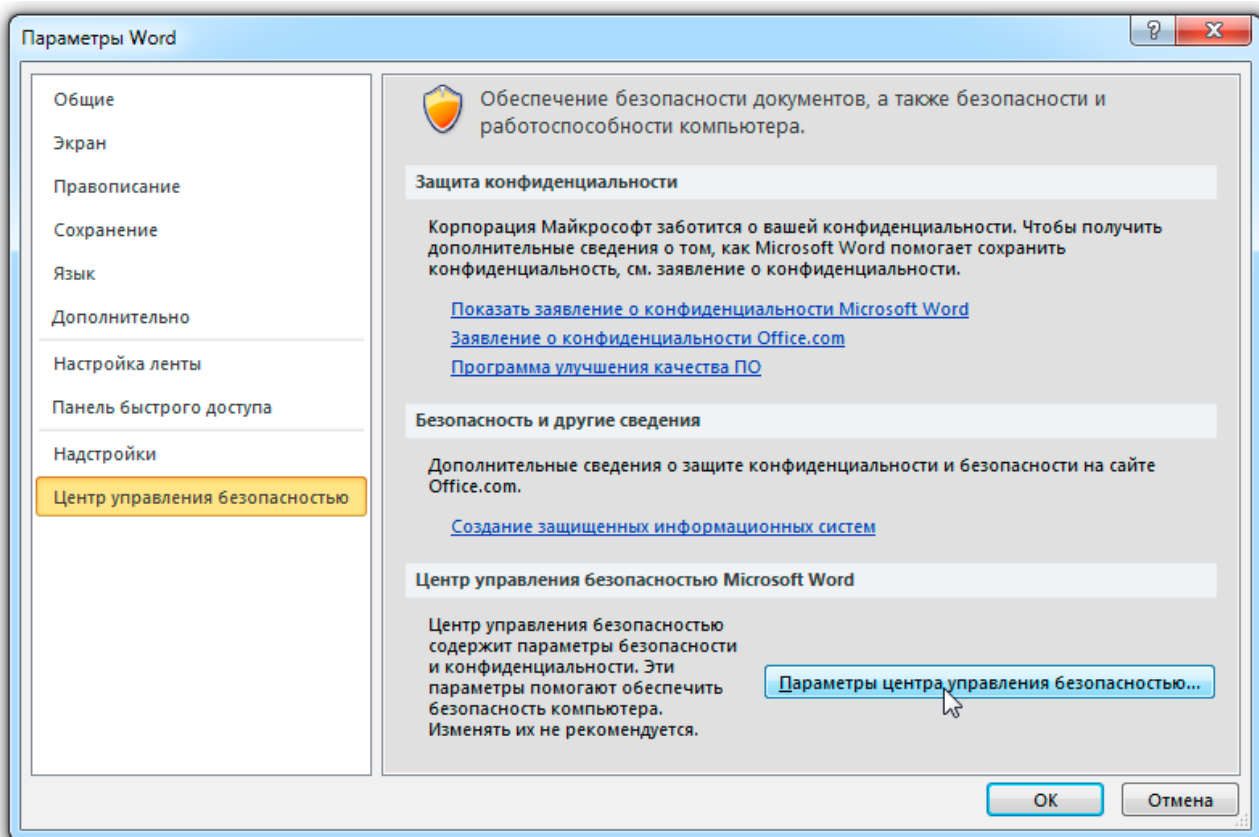 Параметры Word
Общие
Экран
Правописание
Сохранение
Язык
Дополнительно
Настройка ленты
Панель быстрого доступа
Надстройки
Центр управления безопасностью
Обеспечение безопасности документов, а также безопасности и
работоспособности компьютера.
Защита конфиденциальности
Корпорация Майкрософт заботится о вашей конфиденциальности. Чтобы получить
дополнительные сведения о том, как Microsoft Word помогает сохранить
конфиденциальность, см. заявление о конфиденциальности.
Показать заявление о конфиденциальности Microsoft Word
Заявление о конфиденциальности Office.com
Программа улучшения качества ПО
Безопасность и другие сведения
Дополнительные сведения о защите конфиденциальности и безопасности на сайте
Office.com.
Создание защищенных информационных систем
Центр управления безопасностью Microsoft Word
Центр управления безопасностью
содержит параметры безопасности
и конфиденциальности. Эти
параметры помогают обеспечить
безопасность компьютера.
Изменять их не рекомендуется.
Параметры центра управления безопасностью...
ОК
Отмена